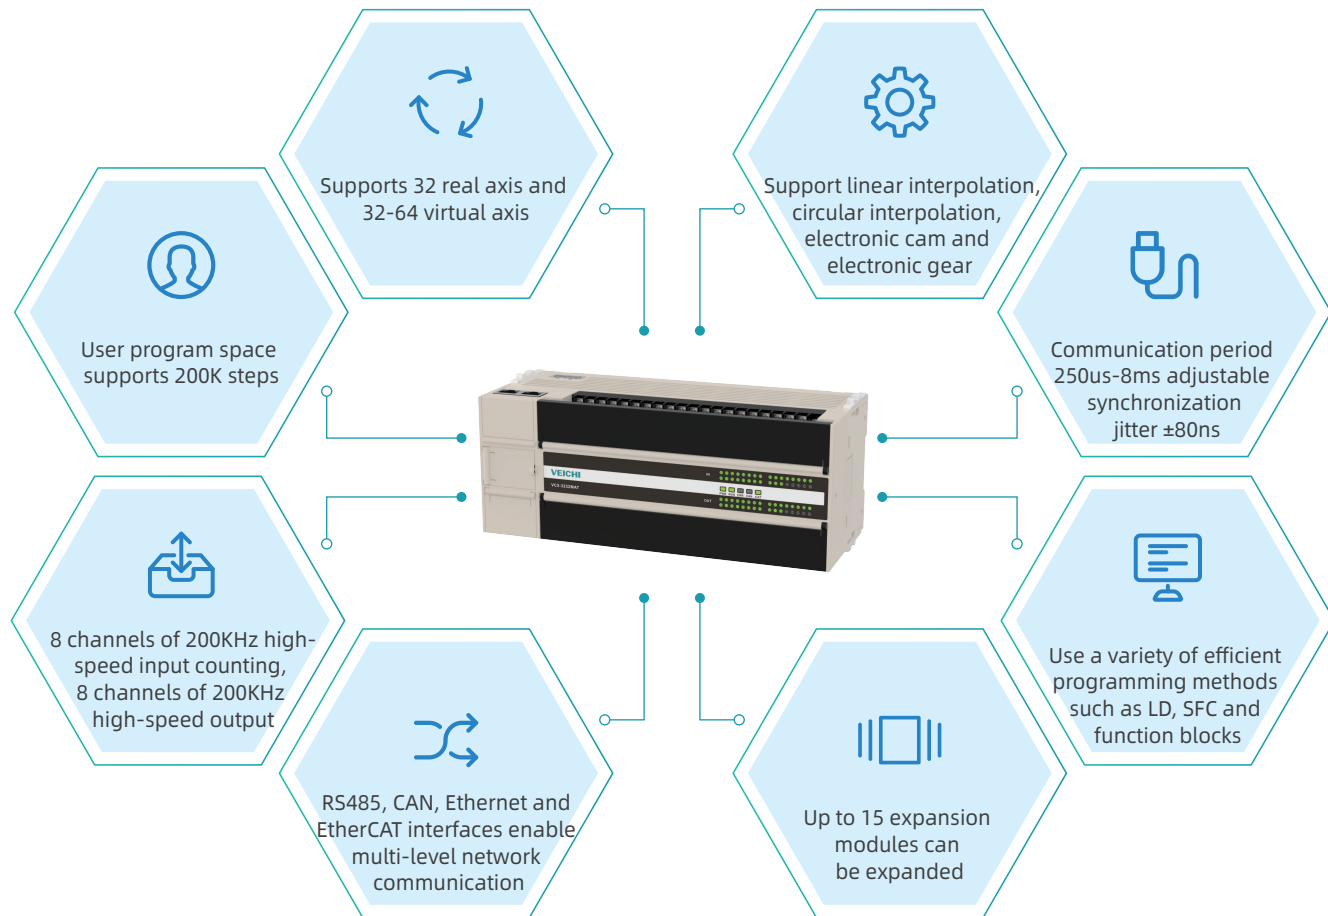 Supports 32 real axis and
32-64 virtual axis
Support linear interpolation,
circular interpolation,
electronic cam and
electronic gear
User program space
supports 200K steps
Communication period
250us-8ms adjustable
synchronization
jitter ±80ns
VEICHI
VC5-3232MAT
IN
OUT
8 channels of 200KHz high-
speed input counting,
8 channels of 200KHz
high-speed output
Use a variety of efficient
programming methods
such as LD, SFC and
function blocks
RS485, CAN, Ethernet and
EtherCAT interfaces enable
multi-level network
communication
Up to 15 expansion
modules can
be expanded